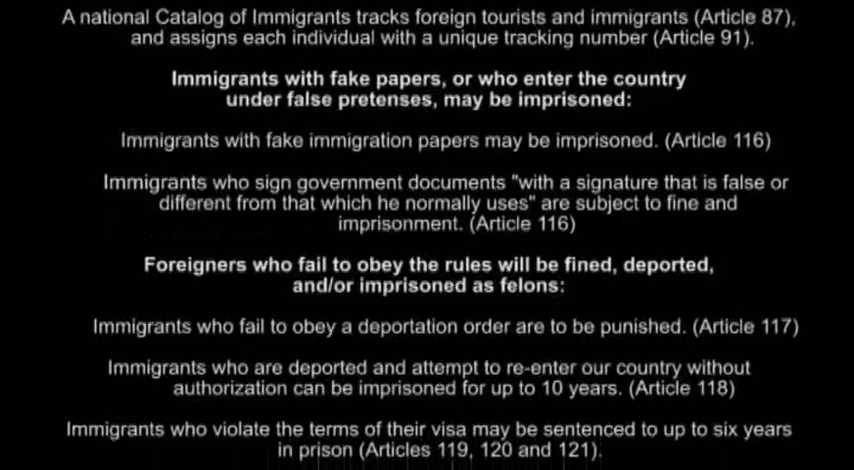 A national Catalog of Immigrants tracks foreign tourists and immigrants (Article 87),
and assigns each individual with a unique tracking number (Article 91).
Immigrants with fake papers, or who enter the country
under false pretenses, may be imprisoned:
Immigrants with fake immigration papers may be imprisoned. (Article 116)
Immigrants who sign government documents "with a signature that is false or
different from that which he normally uses" are subject to fine and
imprisonment. (Article 116)
Foreigners who fail to obey the rules will be fined, deported,
and/or imprisoned as felons:
Immigrants who fail to obey a deportation order are to be punished. (Article 117)
Immigrants who are deported and attempt to re-enter our country without
authorization can be imprisoned for up to 10 years. (Article 118)
Immigrants who violate the terms of their visa may be sentenced to up to six years
in prison (Articles 119, 120 and 121).